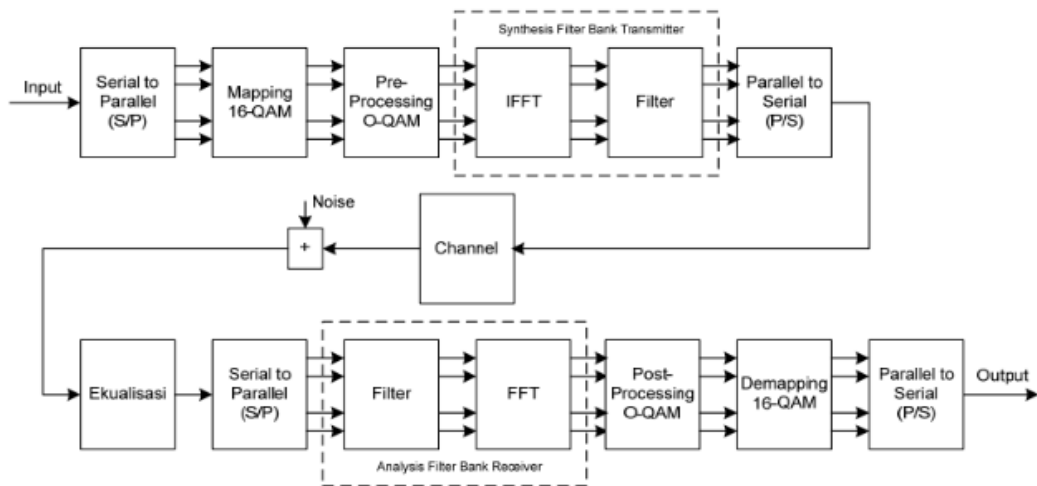 Synthesis Filter Bank Transmitter
Input
Serial to
Parallel
(S/P)
Mapping
16-QAM
Pre-
Processing
O-QAM
IFFT
Filter
Parallel to
Serial
(P/S)
Noise
+
Channel
Ekualisasi
Serial to
Parallel
(S/P)
Filter
FFT
Post-
Processing
O-QAM
Demapping
16-QAM
Parallel to
Serial
(P/S)
Output
Analysis Filter Bank Receiver